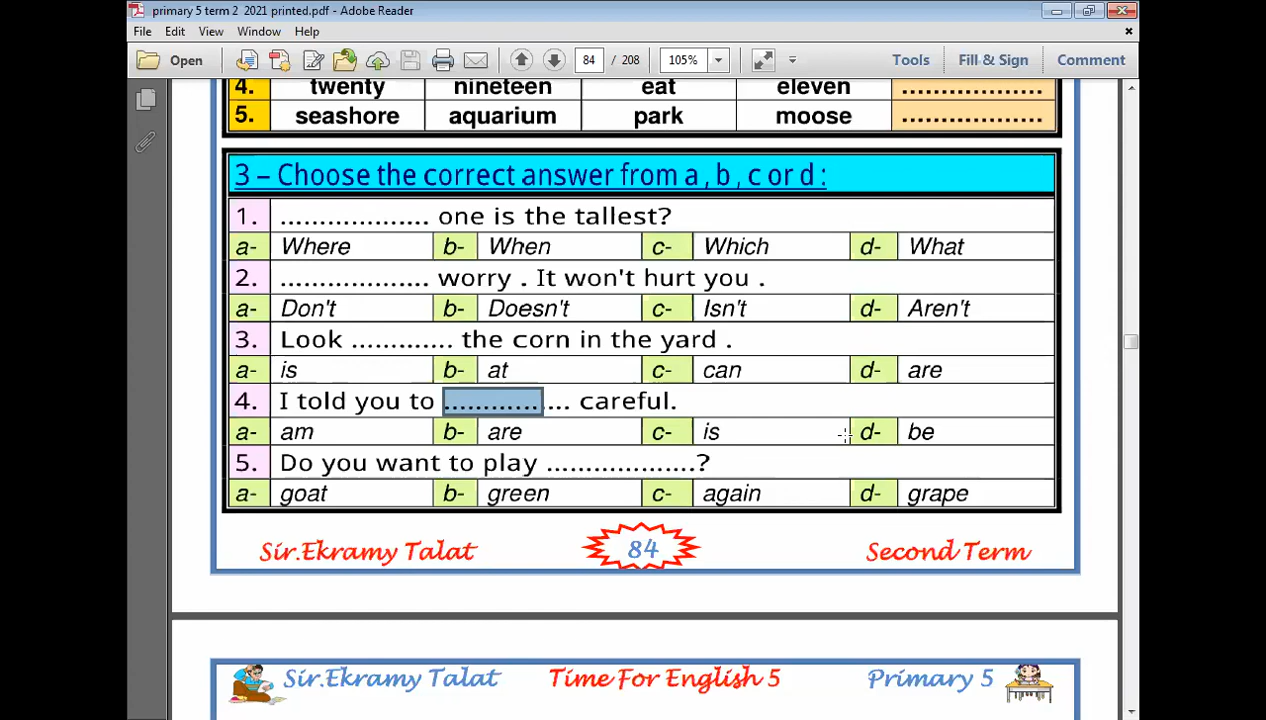 primary 5 term 2 2021 printed.pdf - Adobe Reader
File Edit View Window Help
Open 84 / 208 105% Tools Fill & Sign Comment
4. twenty nineteen eat eleven ..................
5. seashore aquarium park moose ..................
3 – Choose the correct answer from a , b , c or d :
1. .................... one is the tallest?
a- Where b- When c- Which d- What
2. .................... worry . It won't hurt you .
a- Don't b- Doesn't c- Isn't d- Aren't
3. Look .............. the corn in the yard .
a- is b- at c- can d- are
4. I told you to ................. careful.
a- am b- are c- is d- be
5. Do you want to play ....................?
a- goat b- green c- again d- grape
Sir.Ekramy Talat 84 Second Term
Sir.Ekramy Talat Time For English 5 Primary 5